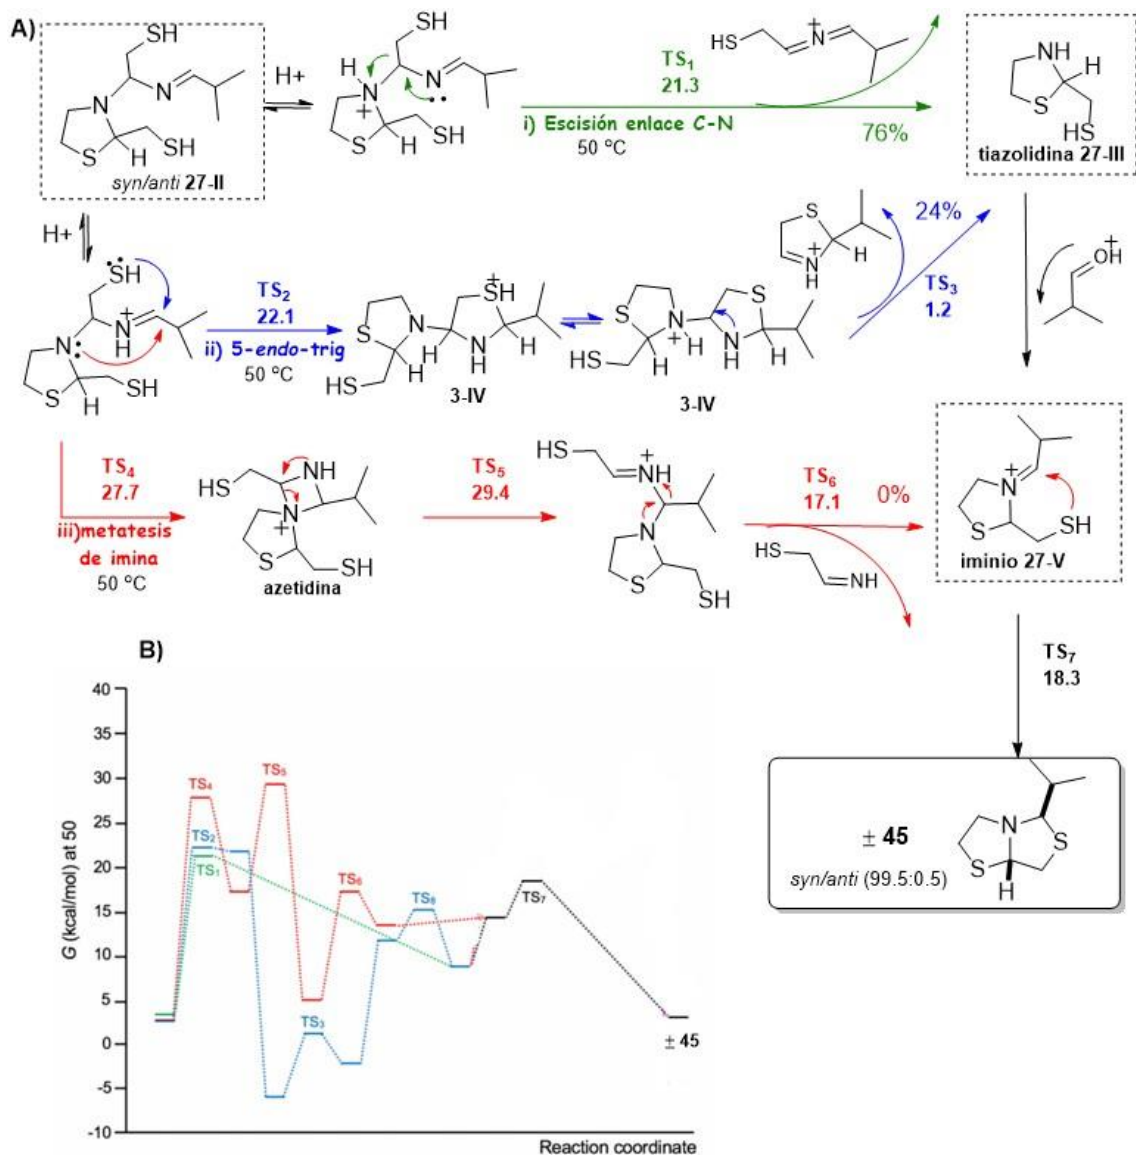 A)
SH
N
N
S
H
SH
syn/anti 27-II
H+
SH
H
N
+
N
S
H
SH
TS1
21.3
i) Escisión enlace C-N
50 ºC
HS
N
+
76%
NH
H
S
HS
tiazolidina 27-III
H+
SH
N
NH
+
S
H
SH
TS2
22.1
ii) 5-endo-trig
50 ºC
S
N
H
SH
+
N
H
H
HS
3-IV
S
N
+
H
H
S
N
H
H
HS
3-IV
S
N
+
H
H
24%
TS3
1.2
OH
+
TS4
27.7
iii)metatesis
de imina
50 ºC
HS
NH
N
+
S
SH
azetidina
TS5
29.4
HS
NH
+
N
S
SH
TS6
17.1
0%
HS
NH
N
+
S
SH
iminio 27-V
TS7
18.3
± 45
syn/anti (99.5:0.5)
N
S
S
H
B)
G (kcal/mol) at 50
40
35
30
25
20
15
10
5
0
-5
-10
TS4
TS5
TS2
TS1
TS6
TS8
TS7
TS3
± 45
Reaction coordinate